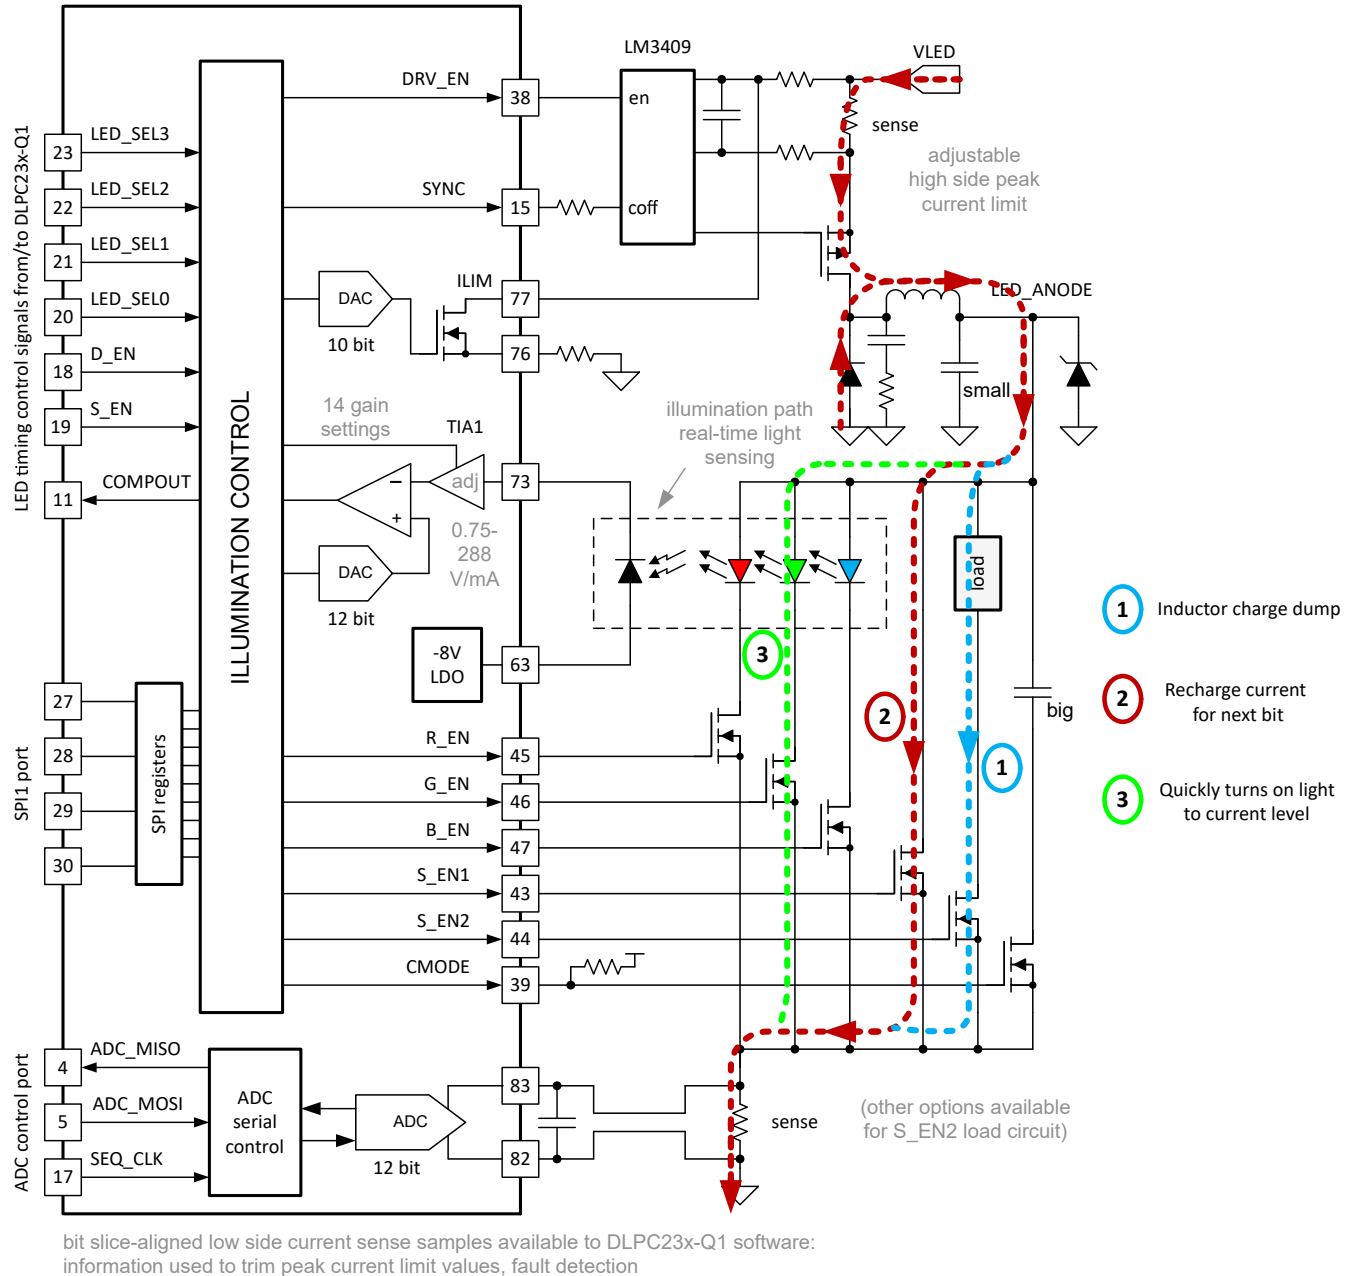 LM3409
VLED
DRV_EN
38
en
sense
LED_SEL3
23
adjustable
high side peak
current limit
LED_SEL2
22
SYNC
15
coff
LED_SEL1
21
LED_SEL0
20
DAC
10 bit
ILIM
77
LED_ANODE
D_EN
18
76
small
S_EN
19
14 gain
settings
TIA1
illumination path
real-time light
sensing
COMPOUT
11
adj
73
−
+
0.75-
288
V/mA
DAC
12 bit
load
LED timing control signals from/to DLPC23x-Q1
ILLUMINATION CONTROL
1
Inductor charge dump
-8V
LDO
63
3
2
Recharge current
for next bit
2
big
1
3
Quickly turns on light
to current level
27
28
29
30
SPI1 port
SPI registers
R_EN
45
G_EN
46
B_EN
47
S_EN1
43
S_EN2
44
CMODE
39
ADC control port
ADC_MISO
4
ADC_MOSI
5
SEQ_CLK
17
ADC
serial
control
ADC
12 bit
83
82
sense
(other options available
for S_EN2 load circuit)
bit slice-aligned low side current sense samples available to DLPC23x-Q1 software:
information used to trim peak current limit values, fault detection